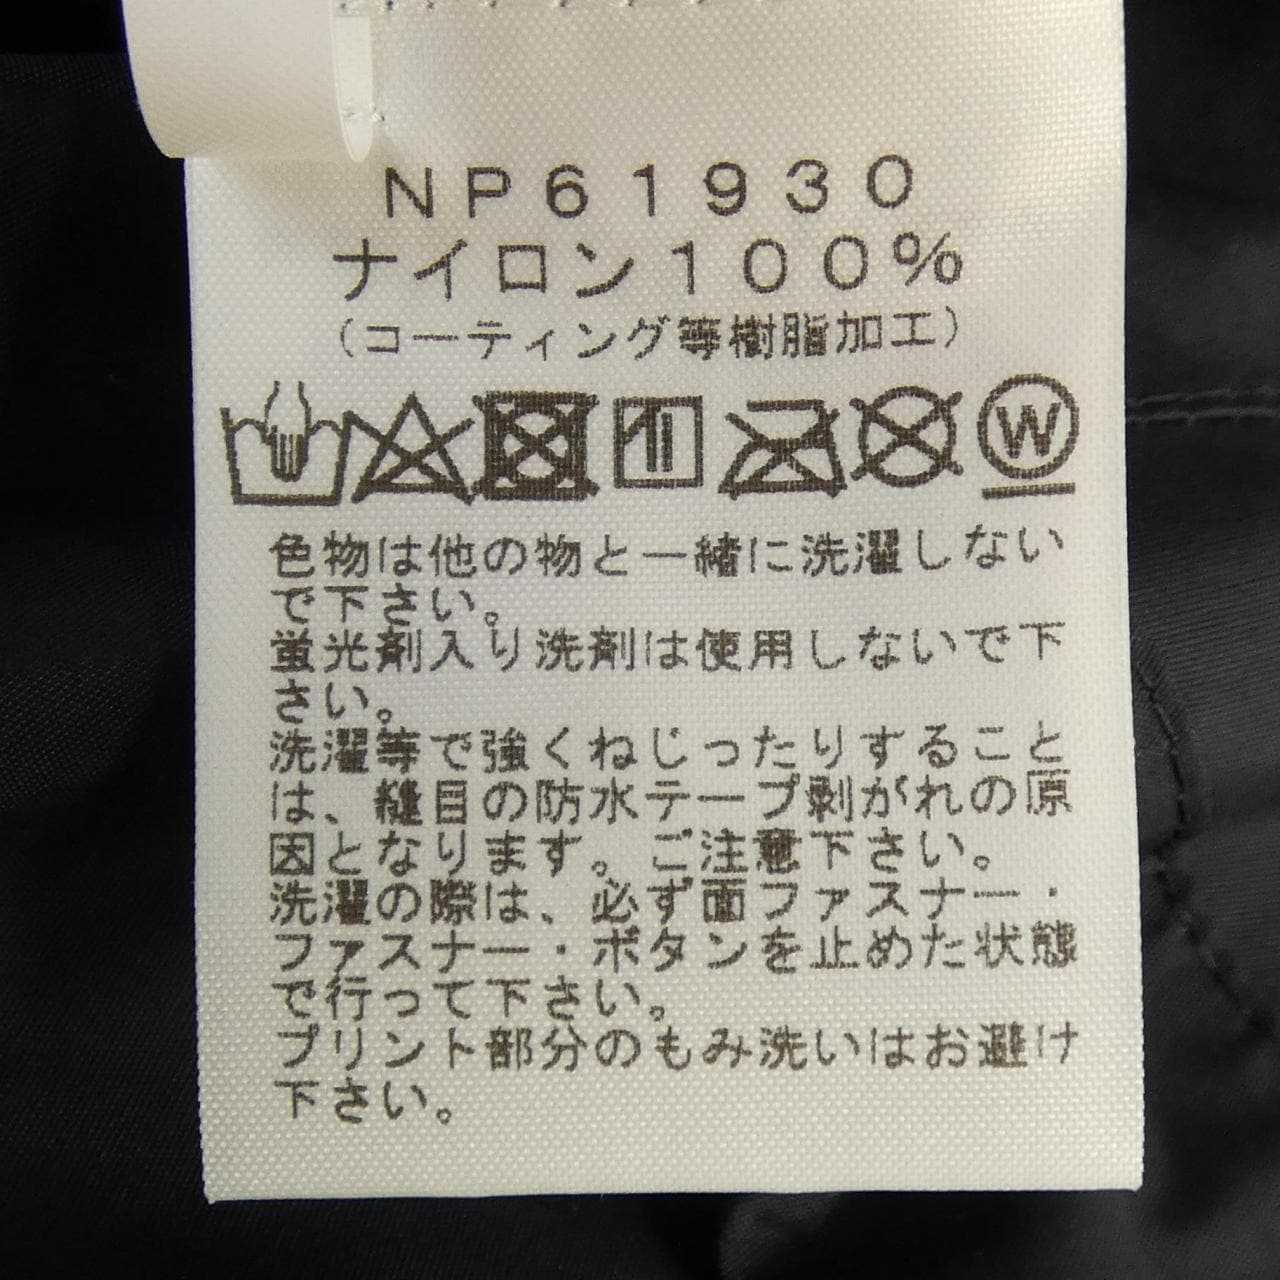 NP61930
ナイロン100%
(コーティング等樹脂加工)
W
色物は他の物と一緒に洗濯しない
で下さい。
蛍光剤入り洗剤は使用しないで下
さい。
洗濯等で強くねじったりすること
は、縫目の防水テープ剥がれの原
因となります。ご注意下さい。
洗濯の際は、必ず面ファスナー・
ファスナー・ボタンを止めた状態
で行って下さい。
プリント部分のもみ洗いはお避け
下さい。